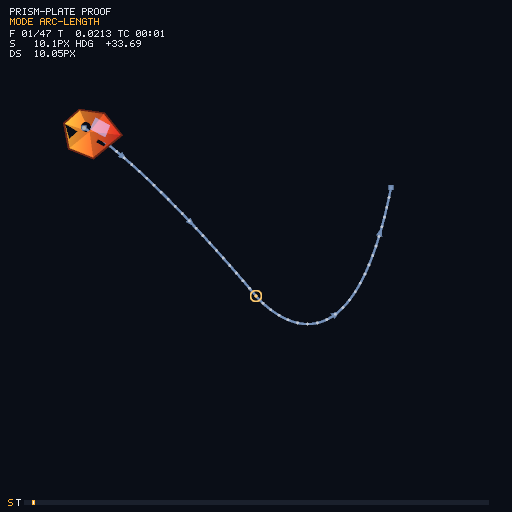 PRISM-PLATE PROOF
MODE ARC-LENGTH
F 01/47 T  0.0213 TC 00:01
S   10.1PX HDG  +33.69
DS  10.05PX
ST